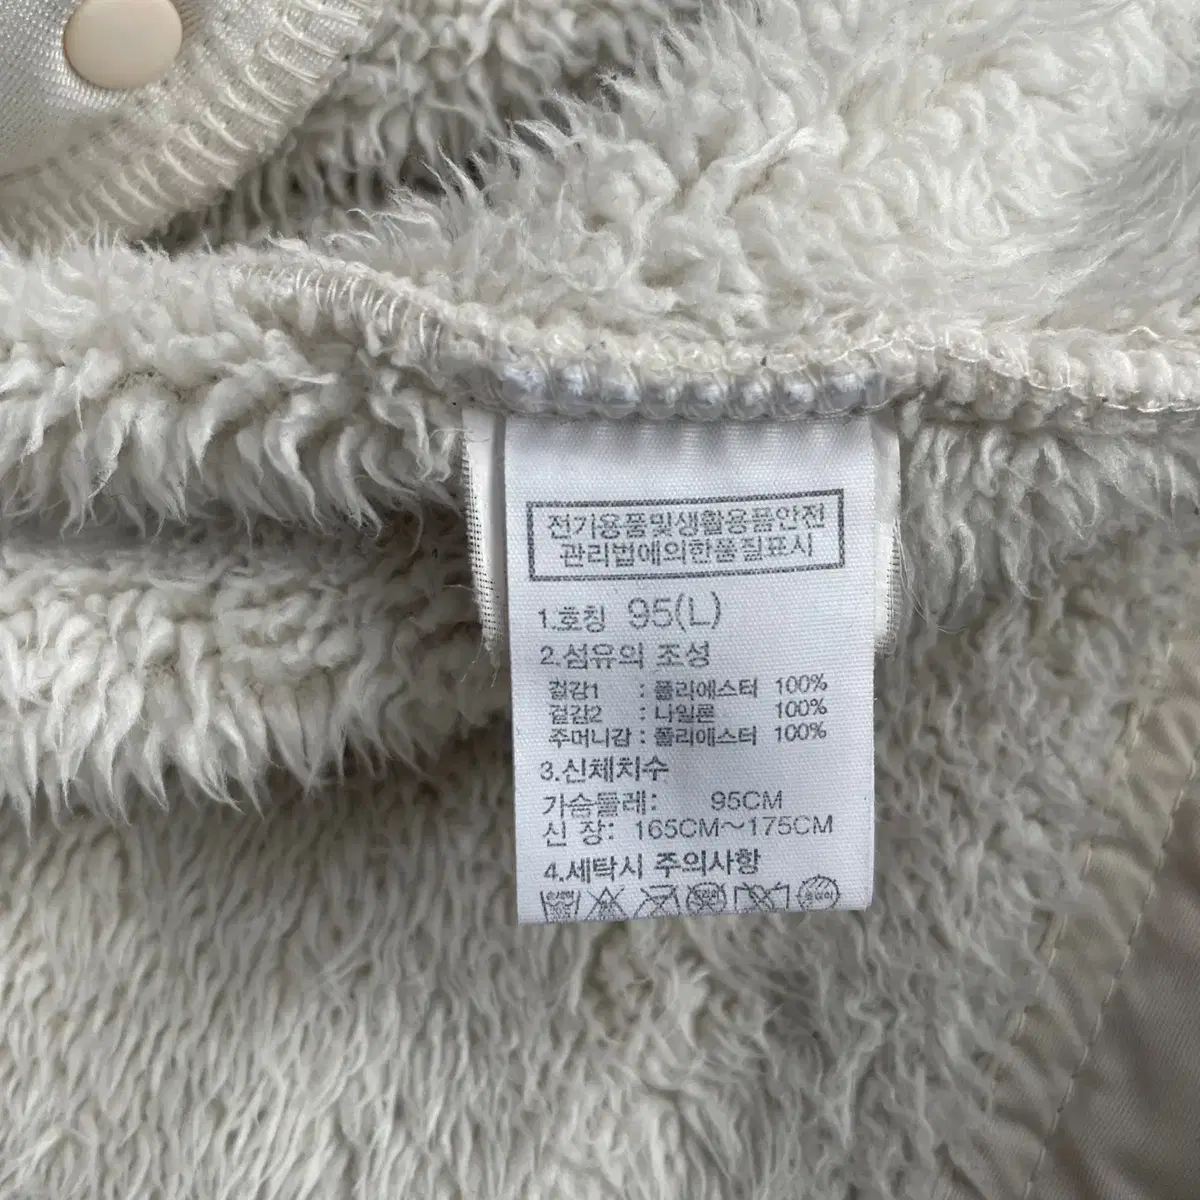 전기용품및생활용품안전
관리법에의한품질표시
1.호칭 95(L)
2.섬유의 조성
겉감1 : 폴리에스터 100%
겉감2 : 나일론 100%
주머니감 : 폴리에스터 100%
3.신체치수
가슴둘레: 95CM
신 장: 165CM~175CM
4.세탁시 주의사항